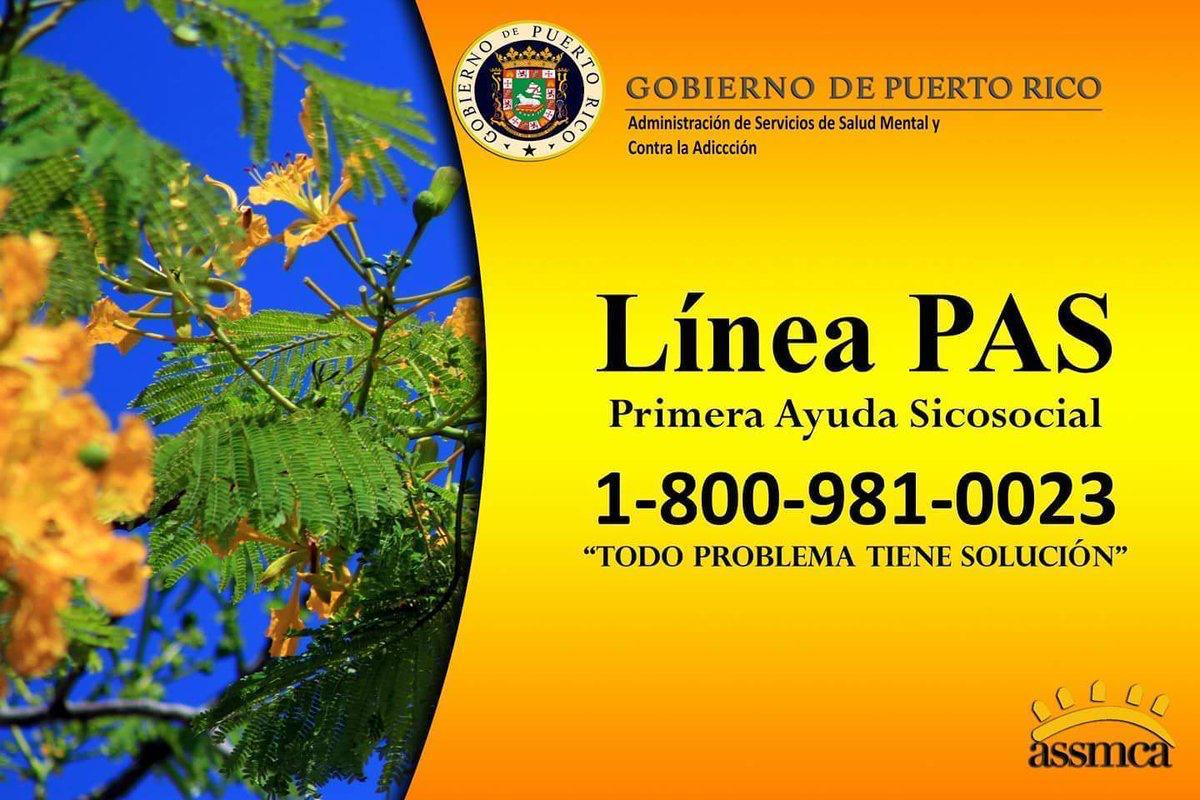 GOBIERNO DE PUERTO RICO
GOBIERNO DE PUERTO RICO
Administración de Servicios de Salud Mental y
Contra la Adiccción
Línea PAS
Primera Ayuda Sicosocial
1-800-981-0023
“TODO PROBLEMA TIENE SOLUCIÓN”
assmca